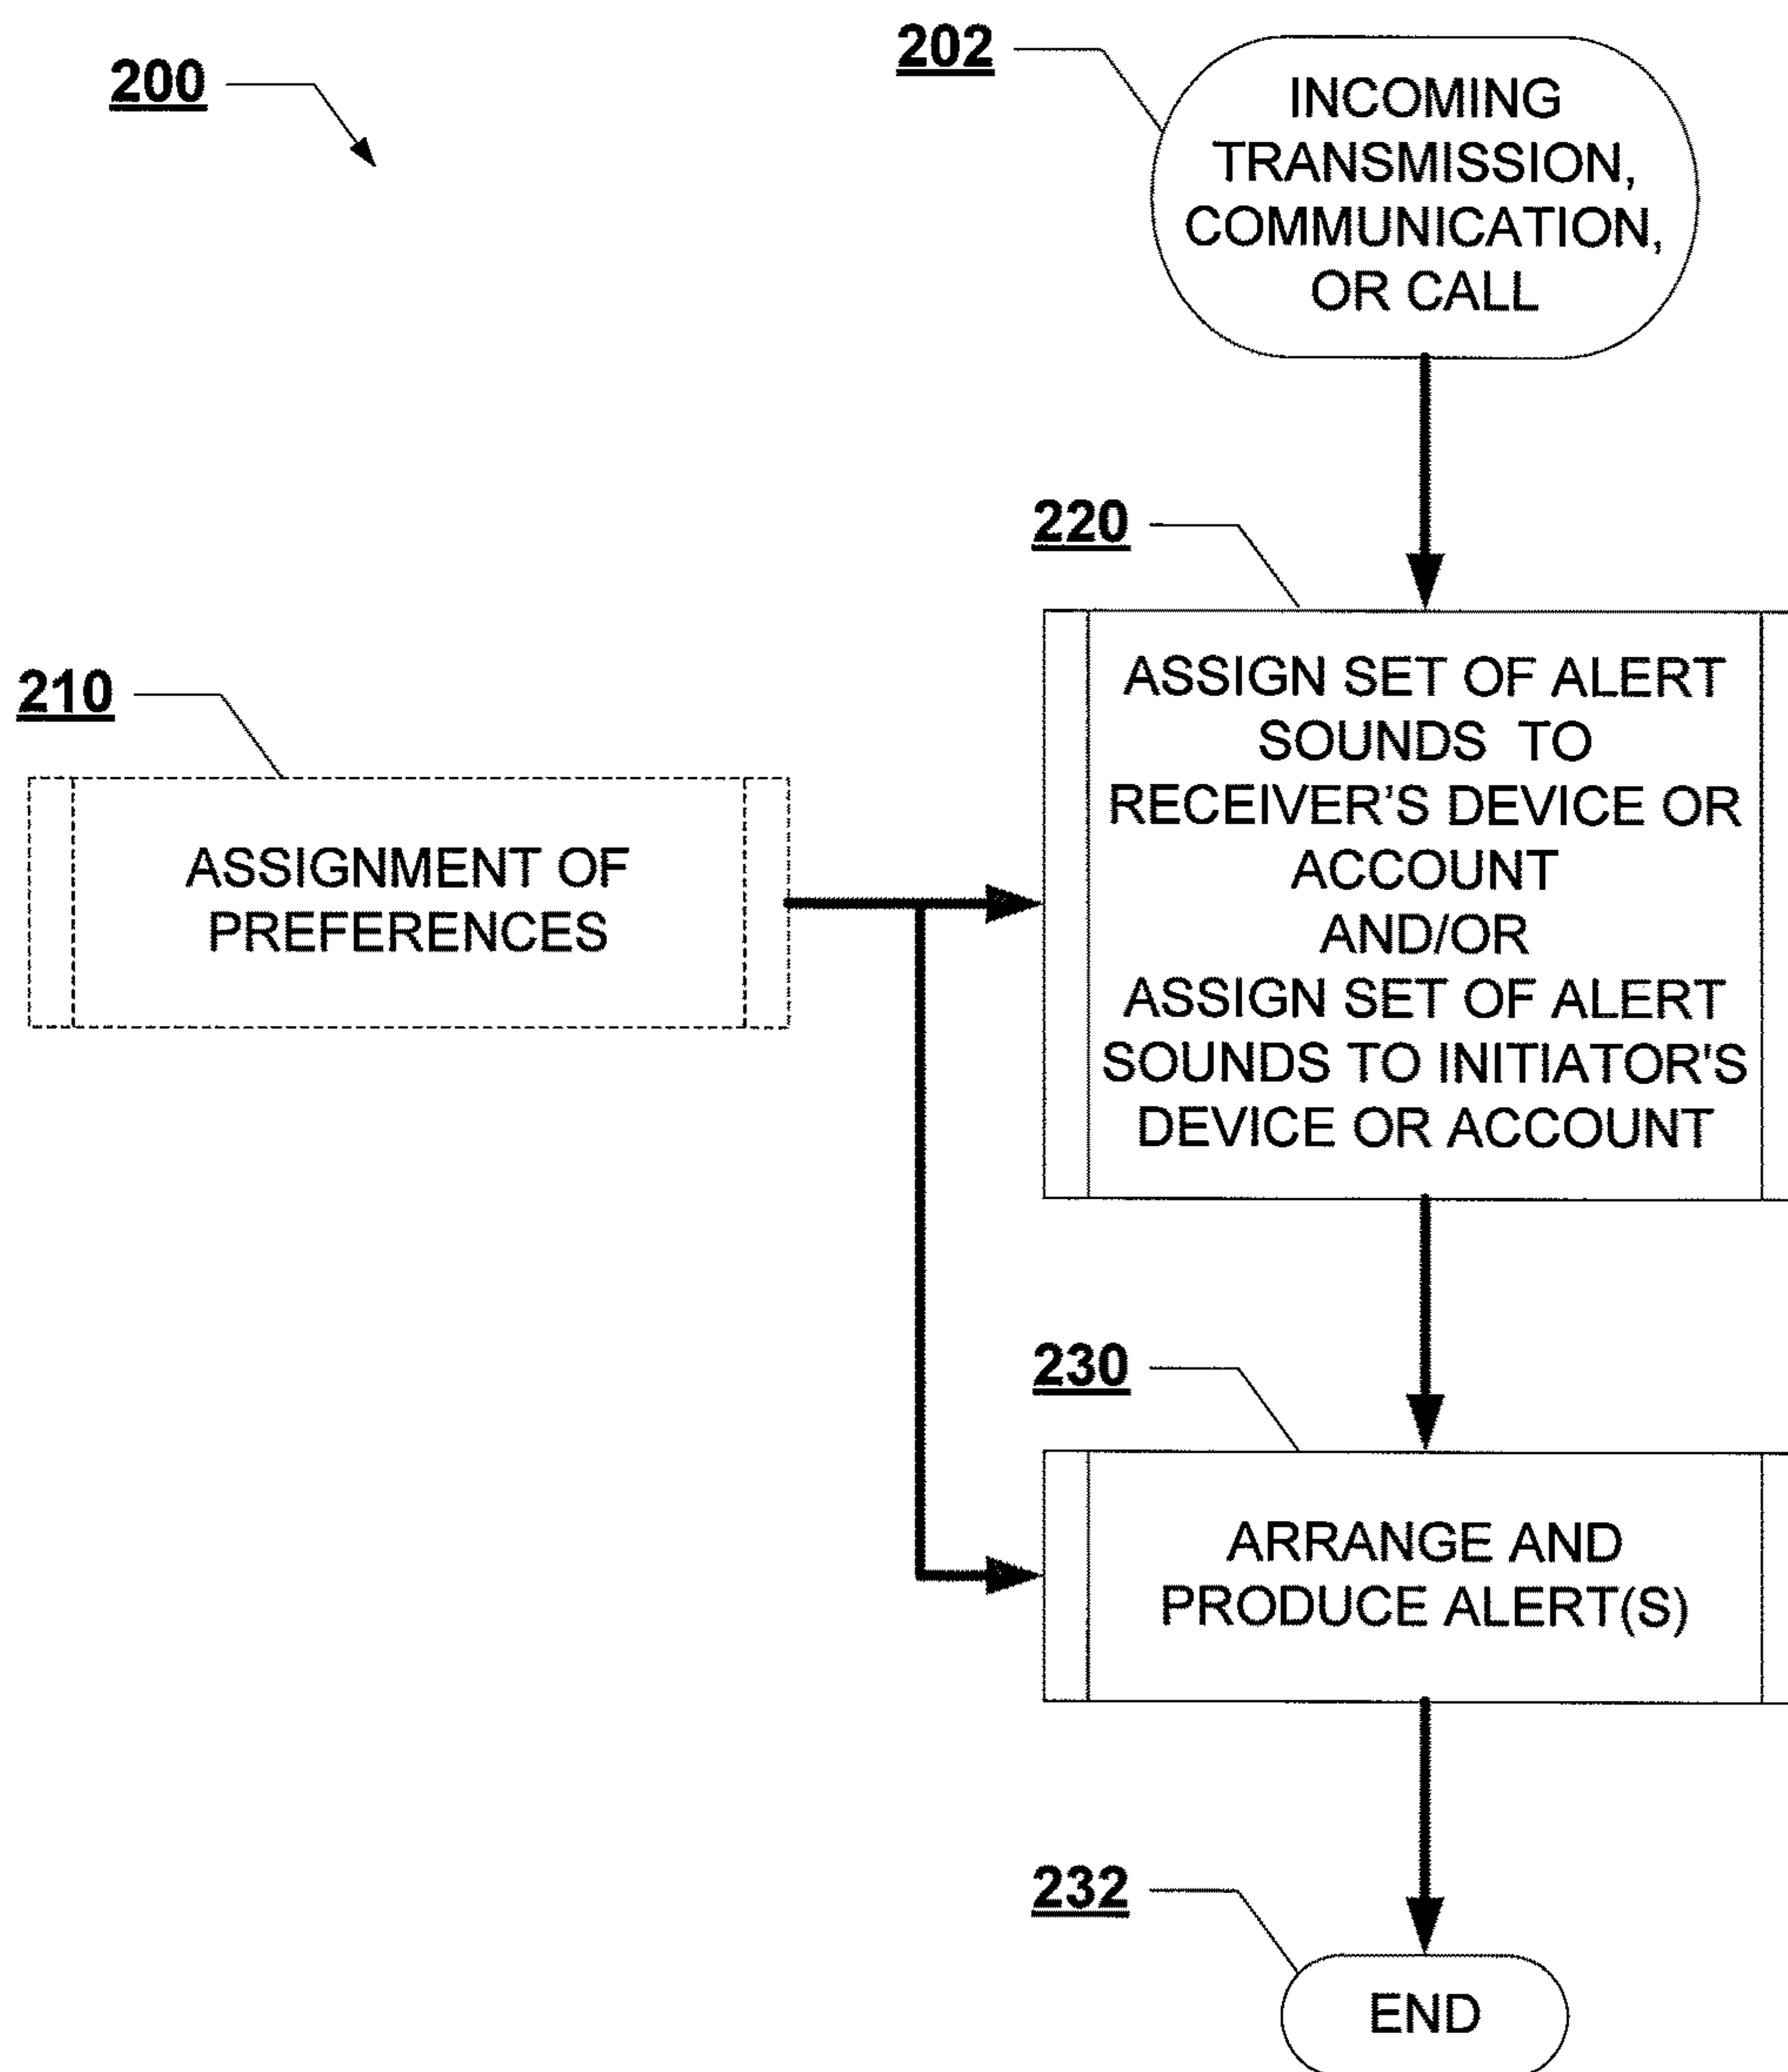 200
202
INCOMING
TRANSMISSION,
COMMUNICATION,
OR CALL
220
ASSIGN SET OF ALERT
SOUNDS TO
RECEIVER'S DEVICE OR
ACCOUNT
AND/OR
ASSIGN SET OF ALERT
SOUNDS TO INITIATOR'S
DEVICE OR ACCOUNT
210
ASSIGNMENT OF
PREFERENCES
230
ARRANGE AND
PRODUCE ALERT(S)
232
END